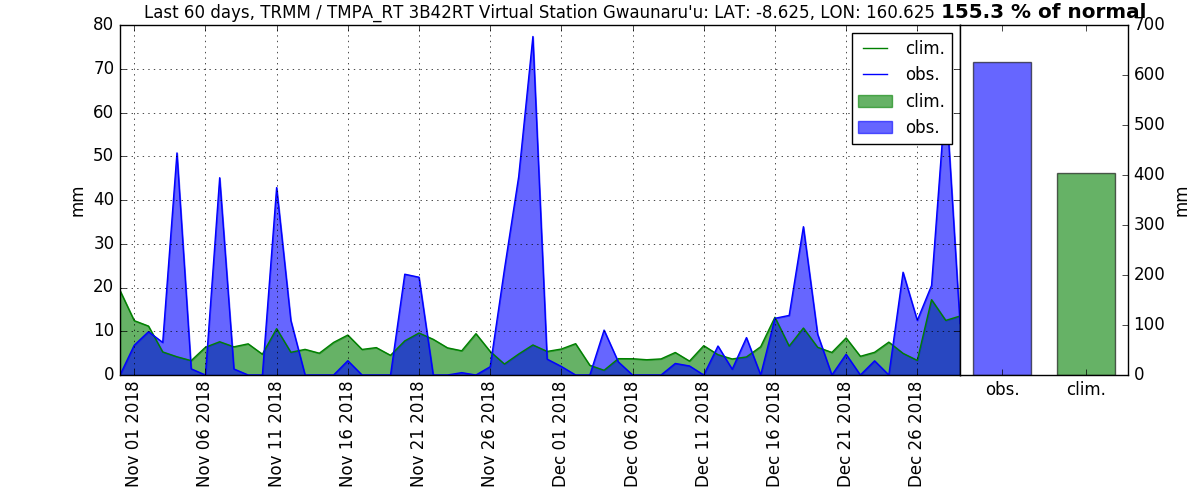 Last 60 days, TRMM / TMPA_RT 3B42RT Virtual Station Gwaunaru'u: LAT: -8.625, LON: 160.625 155.3 % of normal
80
70
60
50
40
30
20
10
0
mm
clim.
obs.
clim.
obs.
Nov 01 2018
Nov 06 2018
Nov 11 2018
Nov 16 2018
Nov 21 2018
Nov 26 2018
Dec 01 2018
Dec 06 2018
Dec 11 2018
Dec 16 2018
Dec 21 2018
Dec 26 2018
700
600
500
400
300
200
100
0
mm
obs.
clim.